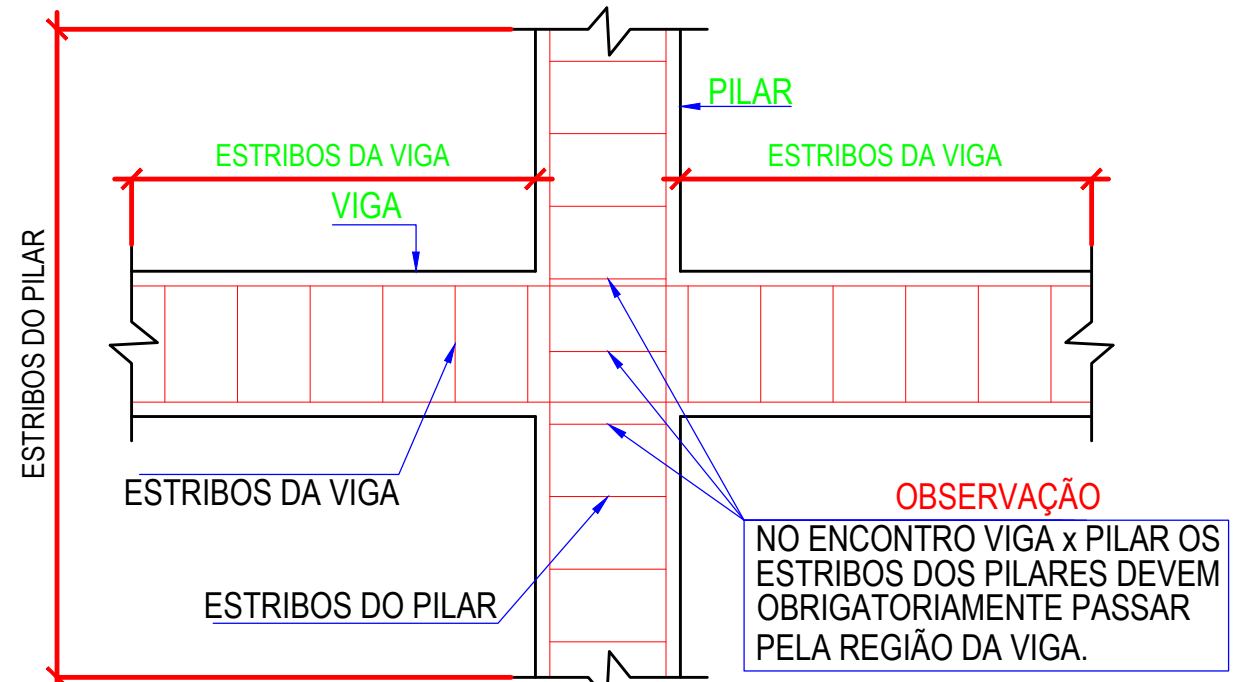 PILAR
ESTRIBOS DA VIGA
ESTRIBOS DA VIGA
VIGA
ESTRIBOS DO PILAR
ESTRIBOS DA VIGA
OBSERVAÇÃO
NO ENCONTRO VIGA x PILAR OS
ESTRIBOS DOS PILARES DEVEM
OBRIGATORIAMENTE PASSAR
PELA REGIÃO DA VIGA.
ESTRIBOS DO PILAR